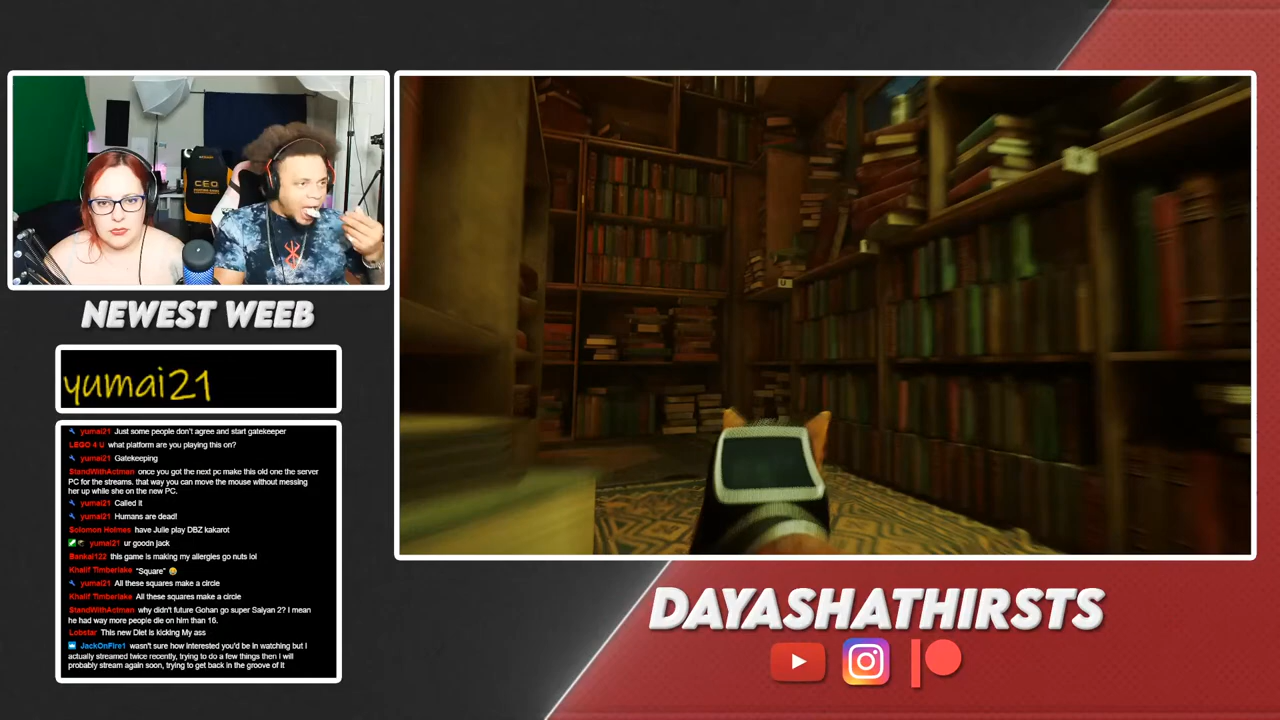 CEO
NEWEST WEEB
yumai21
yumai21 Just some people don't agree and start gatekeeper
LEGO 4 U what platform are you playing this on?
yumai21 Gatekeeping
StandWithActman once you got the next pc make this old one the server
PC for the streams. that way you can move the mouse without messing
her up while she on the new PC.
yumai21 Called it
yumai21 Humans are dead!
Solomon Holmes have Julie play DBZ kakarot
yumai21 ur goodn jack
Bankai122 this game is making my allergies go nuts lol
Khalif Timberlake "Square" 😂
yumai21 All these squares make a circle
Khalif Timberlake All these squares make a circle
StandWithActman why didn't future Gohan go super Saiyan 2? I mean
he had way more people die on him than 16.
Lobstar This new Diet is kicking My ass
JackOnFire1 wasn't sure how interested you'd be in watching but I
actually streamed twice recently, trying to do a few things then I will
probably stream again soon, trying to get back in the groove of it
U
DAYASHATHIRSTS